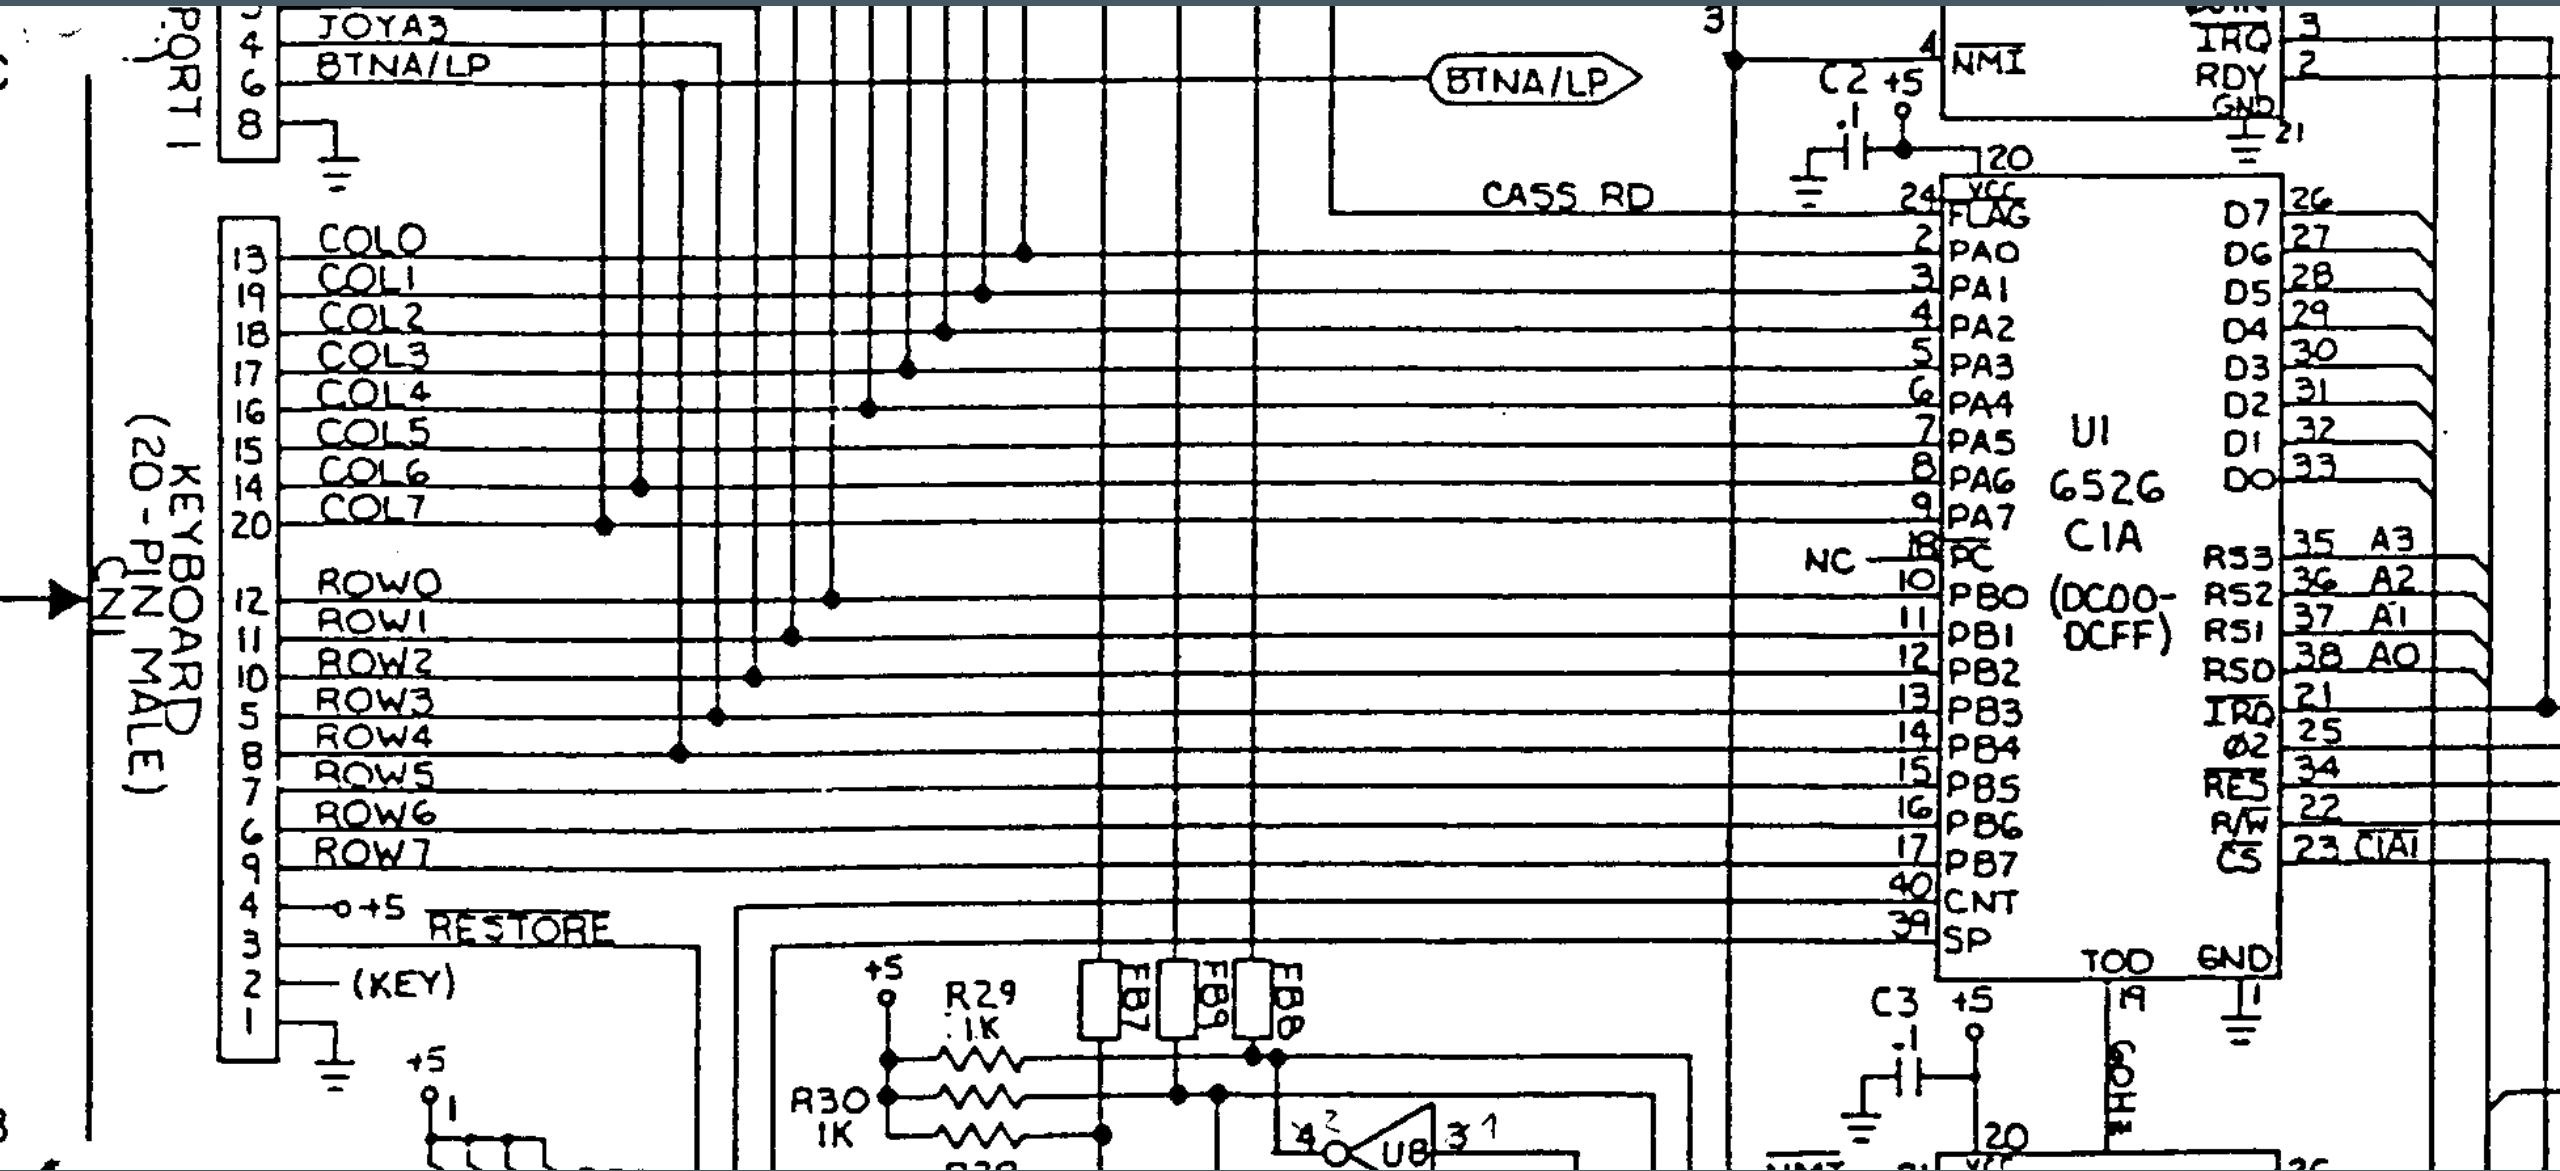 PORT 1
4 JOYA3
6 BTNA/LP
8
BTNA/LP
3
4 NMI
IRQ 3
RDY 2
GND
21
C2 +5
.1
20
VCC
CASS RD 24 FLAG
KEYBOARD
(20-PIN MALE)
CN1
13 COL0 2 PA0
19 COL1 3 PA1
18 COL2 4 PA2
17 COL3 5 PA3
16 COL4 6 PA4
15 COL5 7 PA5
14 COL6 8 PA6
20 COL7 9 PA7
NC 18 PC
12 ROW0 10 PB0
11 ROW1 11 PB1
10 ROW2 12 PB2
5 ROW3 13 PB3
8 ROW4 14 PB4
7 ROW5 15 PB5
6 ROW6 16 PB6
9 ROW7 17 PB7
40 CNT
39 SP
4 +5
3 RESTORE
2 (KEY)
1
U1
6526
CIA
(DC00-
DCFF)
D7 26
D6 27
D5 28
D4 29
D3 30
D2 31
D1 32
D0 33
RS3 35 A3
RS2 36 A2
RS1 37 A1
RS0 38 A0
IRQ 21
Ø2 25
RES 34
R/W 22
CS 23 CIA1
TOD GND
19 1
60HZ
+5
R29
1K
R30
1K
FB7
FB9
FB8
+5
1
4 2
U8
3 1
C3 +5
.1
20
VCC
NMI